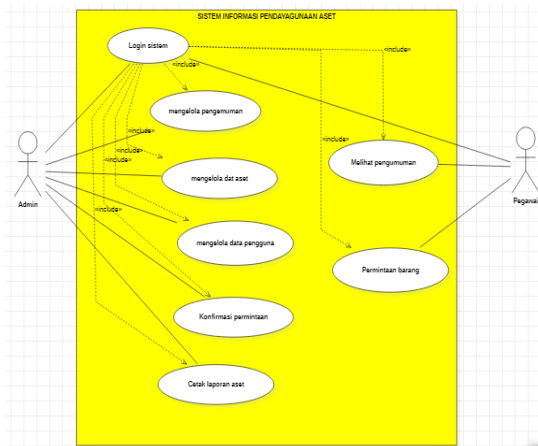 SISTEM INFORMASI PENDAYAGUNAAN ASET
Login sistem
«include»
«include»
mengelola pengemuman
«include»
«include»
«include»
«include»
Melihat pengumuman
mengelola dat aset
Admin
Pegawai
«include»
mengelola data pengguna
Permintaan barang
Konfirmasi permintaan
Cetak laporan aset